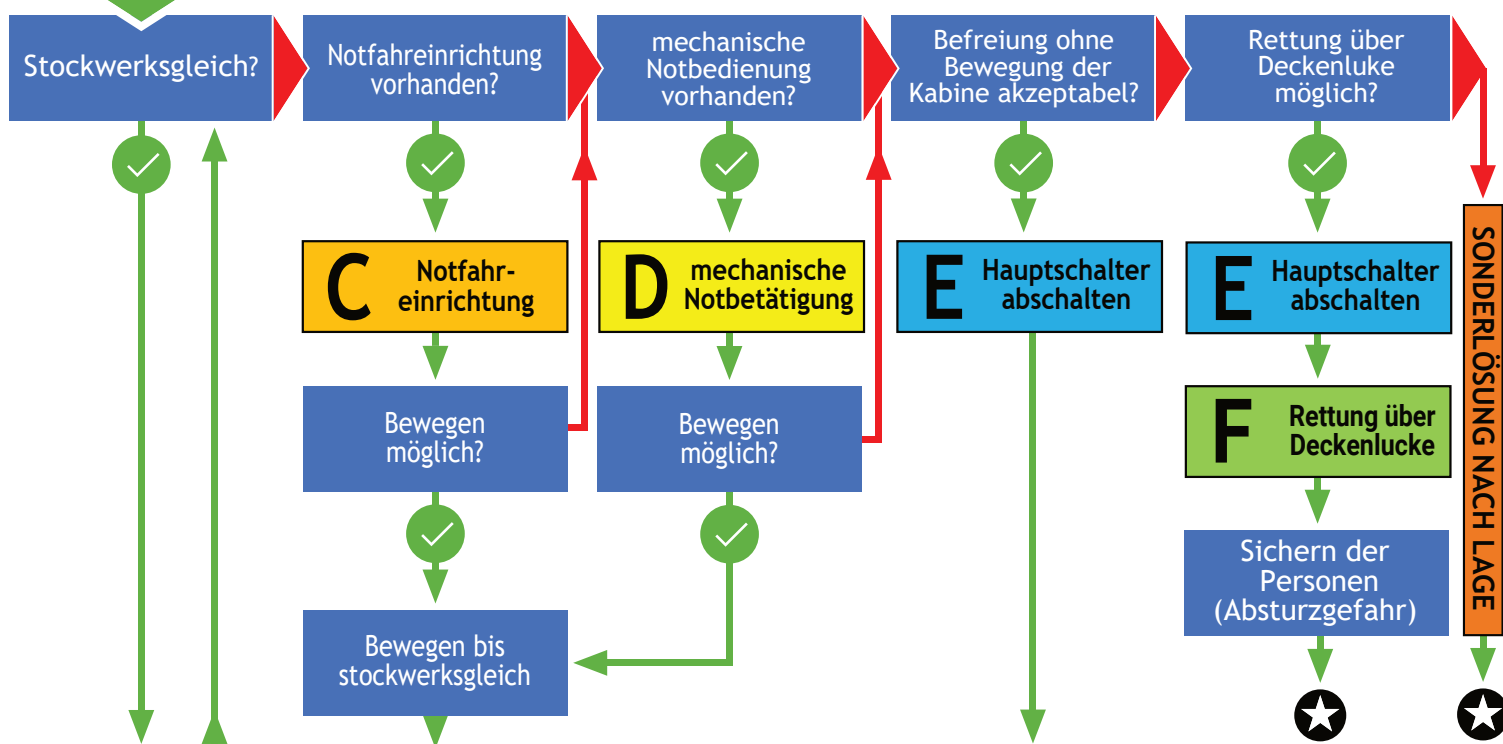 Stockwerksgleich?
Notfahreinrichtung
vorhanden?
mechanische
Notbedienung
vorhanden?
Befreiung ohne
Bewegung der
Kabine akzeptabel?
Rettung über
Deckenluke
möglich?
C
Notfahr-
einrichtung
D
mechanische
Notbetätigung
E
Hauptschalter
abschalten
E
Hauptschalter
abschalten
SONDERLÖSUNG NACH LAGE
Bewegen
möglich?
Bewegen
möglich?
F
Rettung über
Deckenlucke
Sichern der
Personen
(Absturzgefahr)
Bewegen bis
stockwerksgleich